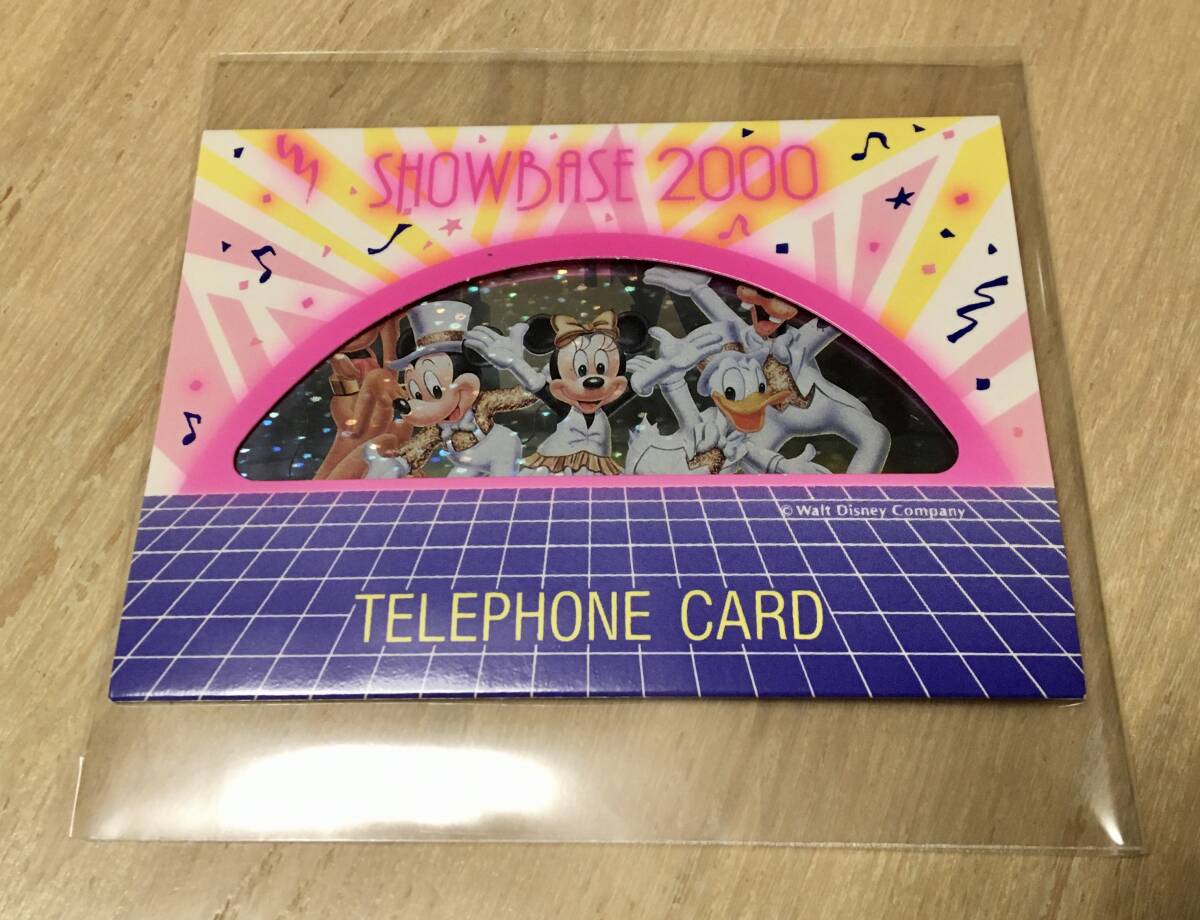 SHOWBASE 2000
© Walt Disney Company
TELEPHONE CARD